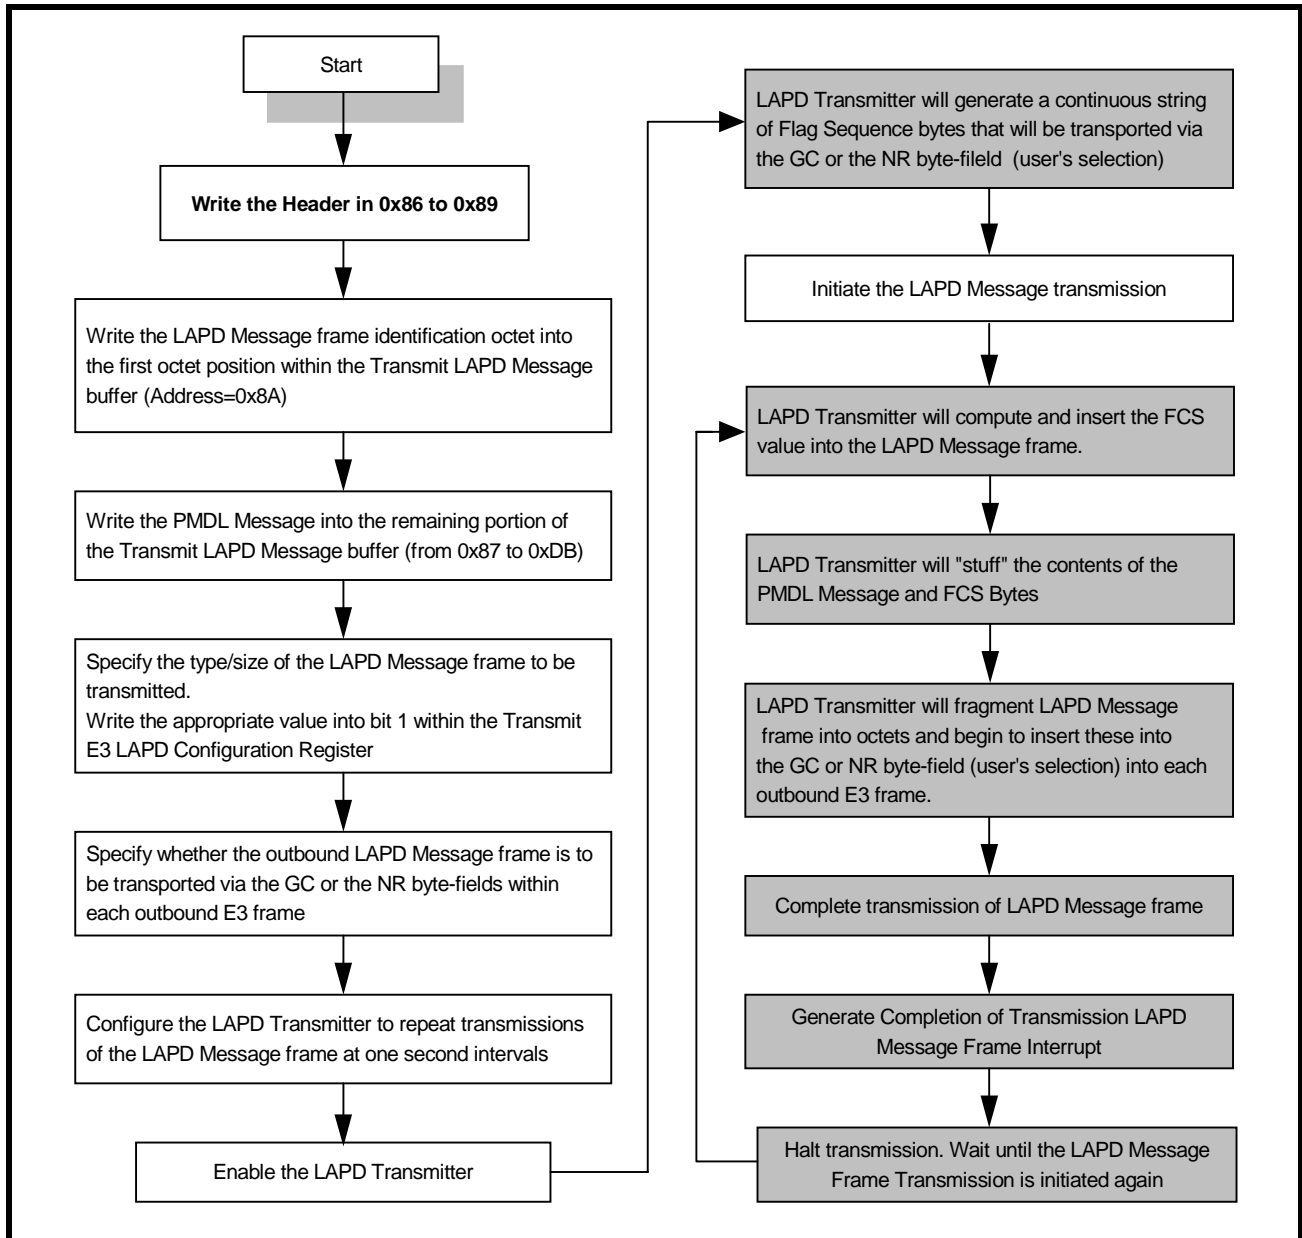 Start
Write the Header in 0x86 to 0x89
Write the LAPD Message frame identification octet into
the first octet position within the Transmit LAPD Message
buffer (Address=0x8A)
Write the PMDL Message into the remaining portion of
the Transmit LAPD Message buffer (from 0x87 to 0xDB)
Specify the type/size of the LAPD Message frame to be
transmitted.
Write the appropriate value into bit 1 within the Transmit
E3 LAPD Configuration Register
Specify whether the outbound LAPD Message frame is to
be transported via the GC or the NR byte-fields within
each outbound E3 frame
Configure the LAPD Transmitter to repeat transmissions
of the LAPD Message frame at one second intervals
Enable the LAPD Transmitter
LAPD Transmitter will generate a continuous string
of Flag Sequence bytes that will be transported via
the GC or the NR byte-fileld (user's selection)
Initiate the LAPD Message transmission
LAPD Transmitter will compute and insert the FCS
value into the LAPD Message frame.
LAPD Transmitter will "stuff" the contents of the
PMDL Message and FCS Bytes
LAPD Transmitter will fragment LAPD Message
frame into octets and begin to insert these into
the GC or NR byte-field (user's selection) into each
outbound E3 frame.
Complete transmission of LAPD Message frame
Generate Completion of Transmission LAPD
Message Frame Interrupt
Halt transmission. Wait until the LAPD Message
Frame Transmission is initiated again